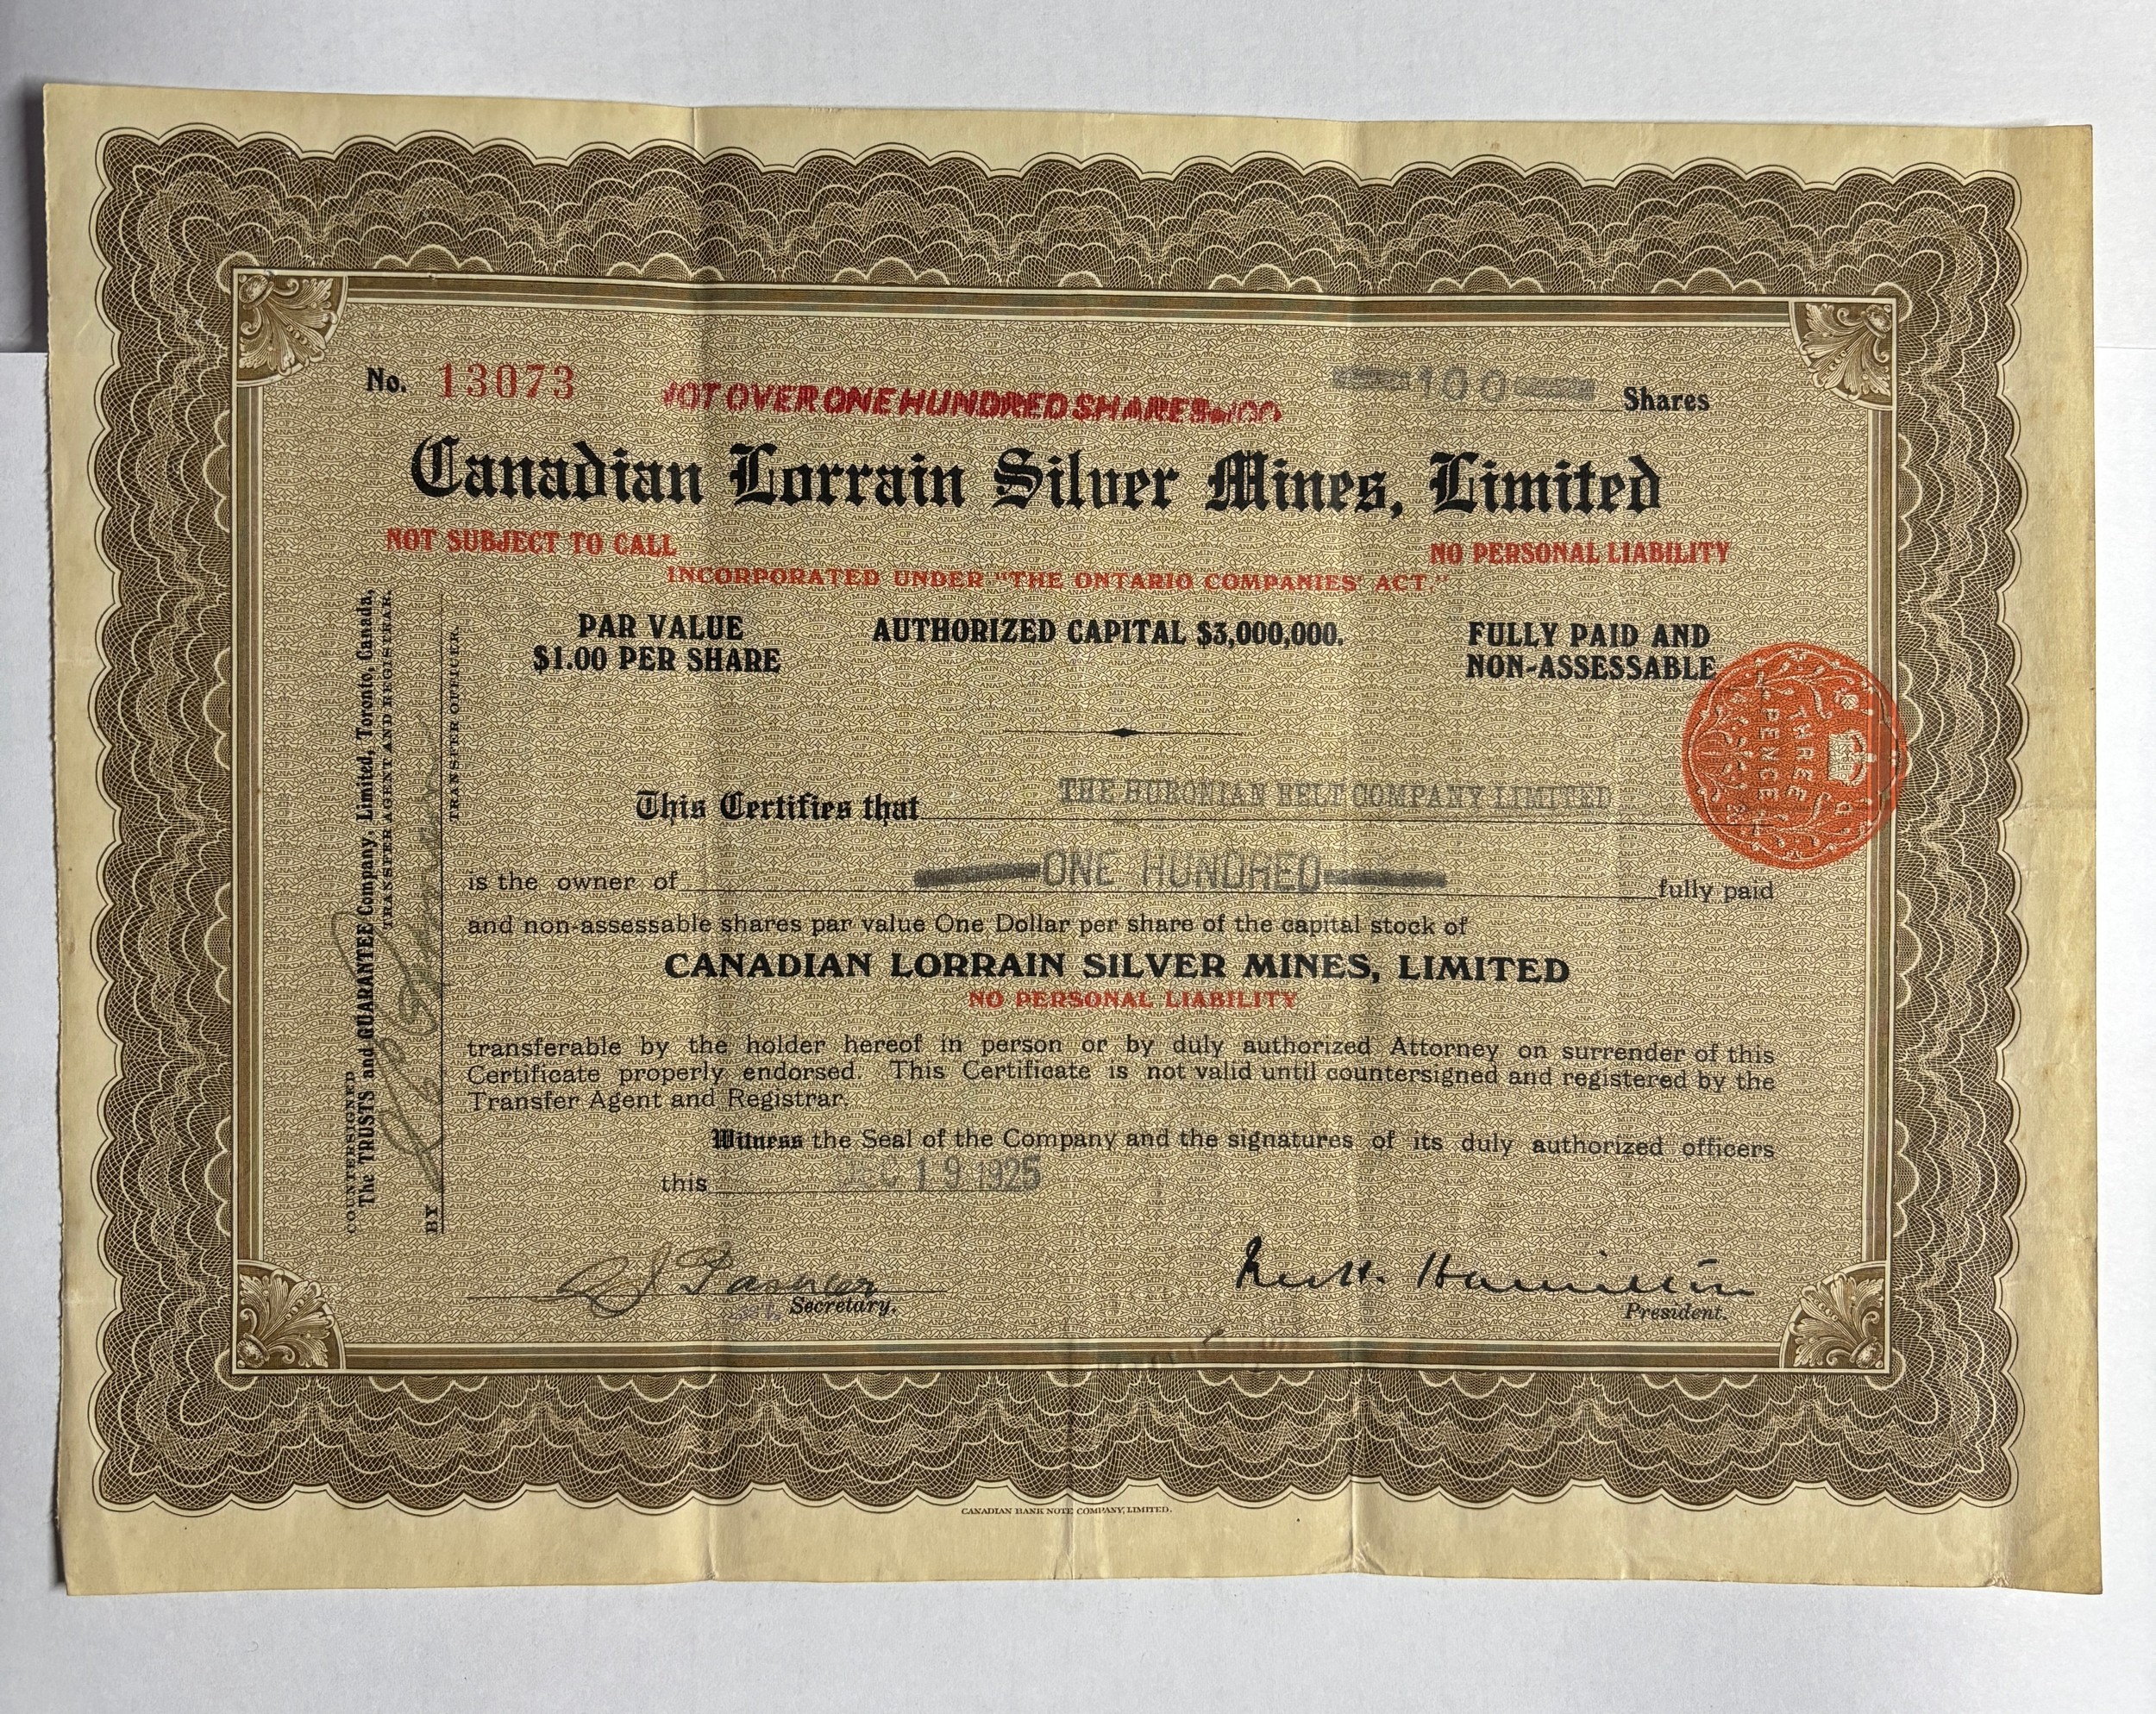 No. 13073
NOT OVER ONE HUNDRED SHARES
100 Shares
Canadian Lorrain Silver Mines, Limited
NOT SUBJECT TO CALL
NO PERSONAL LIABILITY
INCORPORATED UNDER "THE ONTARIO COMPANIES' ACT."
PAR VALUE
$1.00 PER SHARE
AUTHORIZED CAPITAL $3,000,000.
FULLY PAID AND
NON-ASSESSABLE
THREE
PENCE
This Certifies that THE HURONIAN BELT COMPANY LIMITED
is the owner of ONE HUNDRED fully paid
and non-assessable shares par value One Dollar per share of the capital stock of
CANADIAN LORRAIN SILVER MINES, LIMITED
NO PERSONAL LIABILITY
transferable by the holder hereof in person or by duly authorized Attorney on surrender of this
Certificate properly endorsed. This Certificate is not valid until countersigned and registered by the
Transfer Agent and Registrar.
Witness the Seal of the Company and the signatures of its duly authorized officers
this DEC 19 1925
Secretary.
Hamilton
President.
COUNTERSIGNED
The TRUSTS and GUARANTEE Company, Limited, Toronto, Canada,
TRANSFER AGENT AND REGISTRAR.
BY
TRANSFER OFFICER.
CANADIAN BANK NOTE COMPANY, LIMITED.